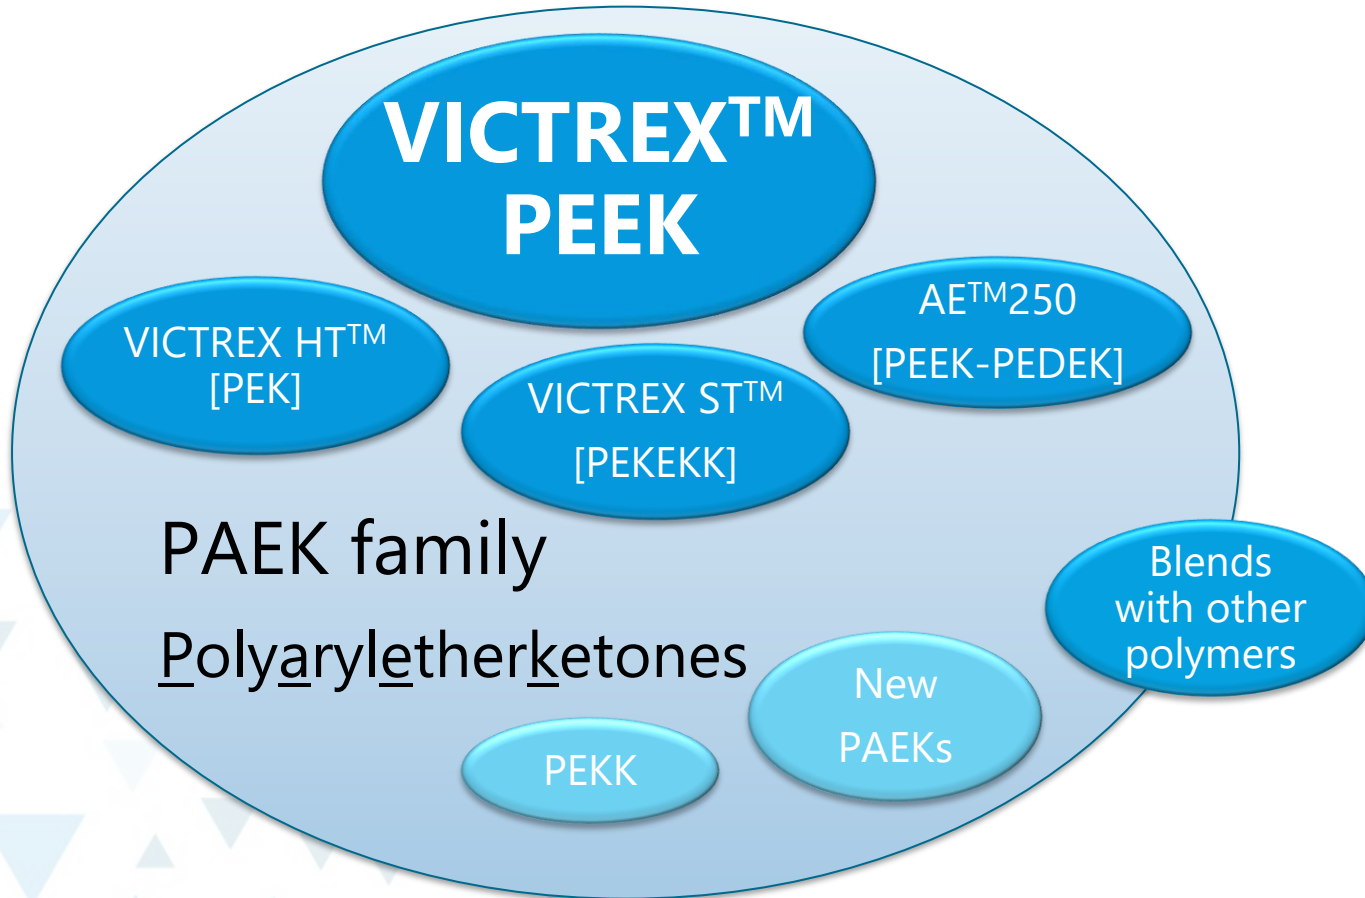 VICTREX™
PEEK
AE™250
[PEEK-PEDEK]
VICTREX HT™
[PEK]
VICTREX ST™
[PEKEKK]
PAEK family
Polyaryletherketones
Blends
with other
polymers
New
PAEKs
PEKK